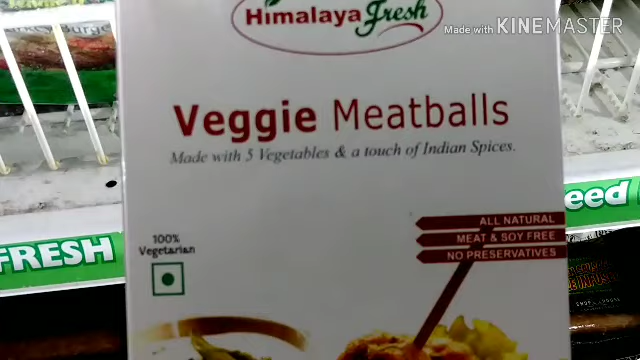 Himalaya Fresh
Made with KINEMASTER
Veggie Meatballs
Made with 5 Vegetables & a touch of Indian Spices.
100%
Vegetarian
ALL NATURAL
MEAT & SOY FREE
NO PRESERVATIVES
FRESH
eed